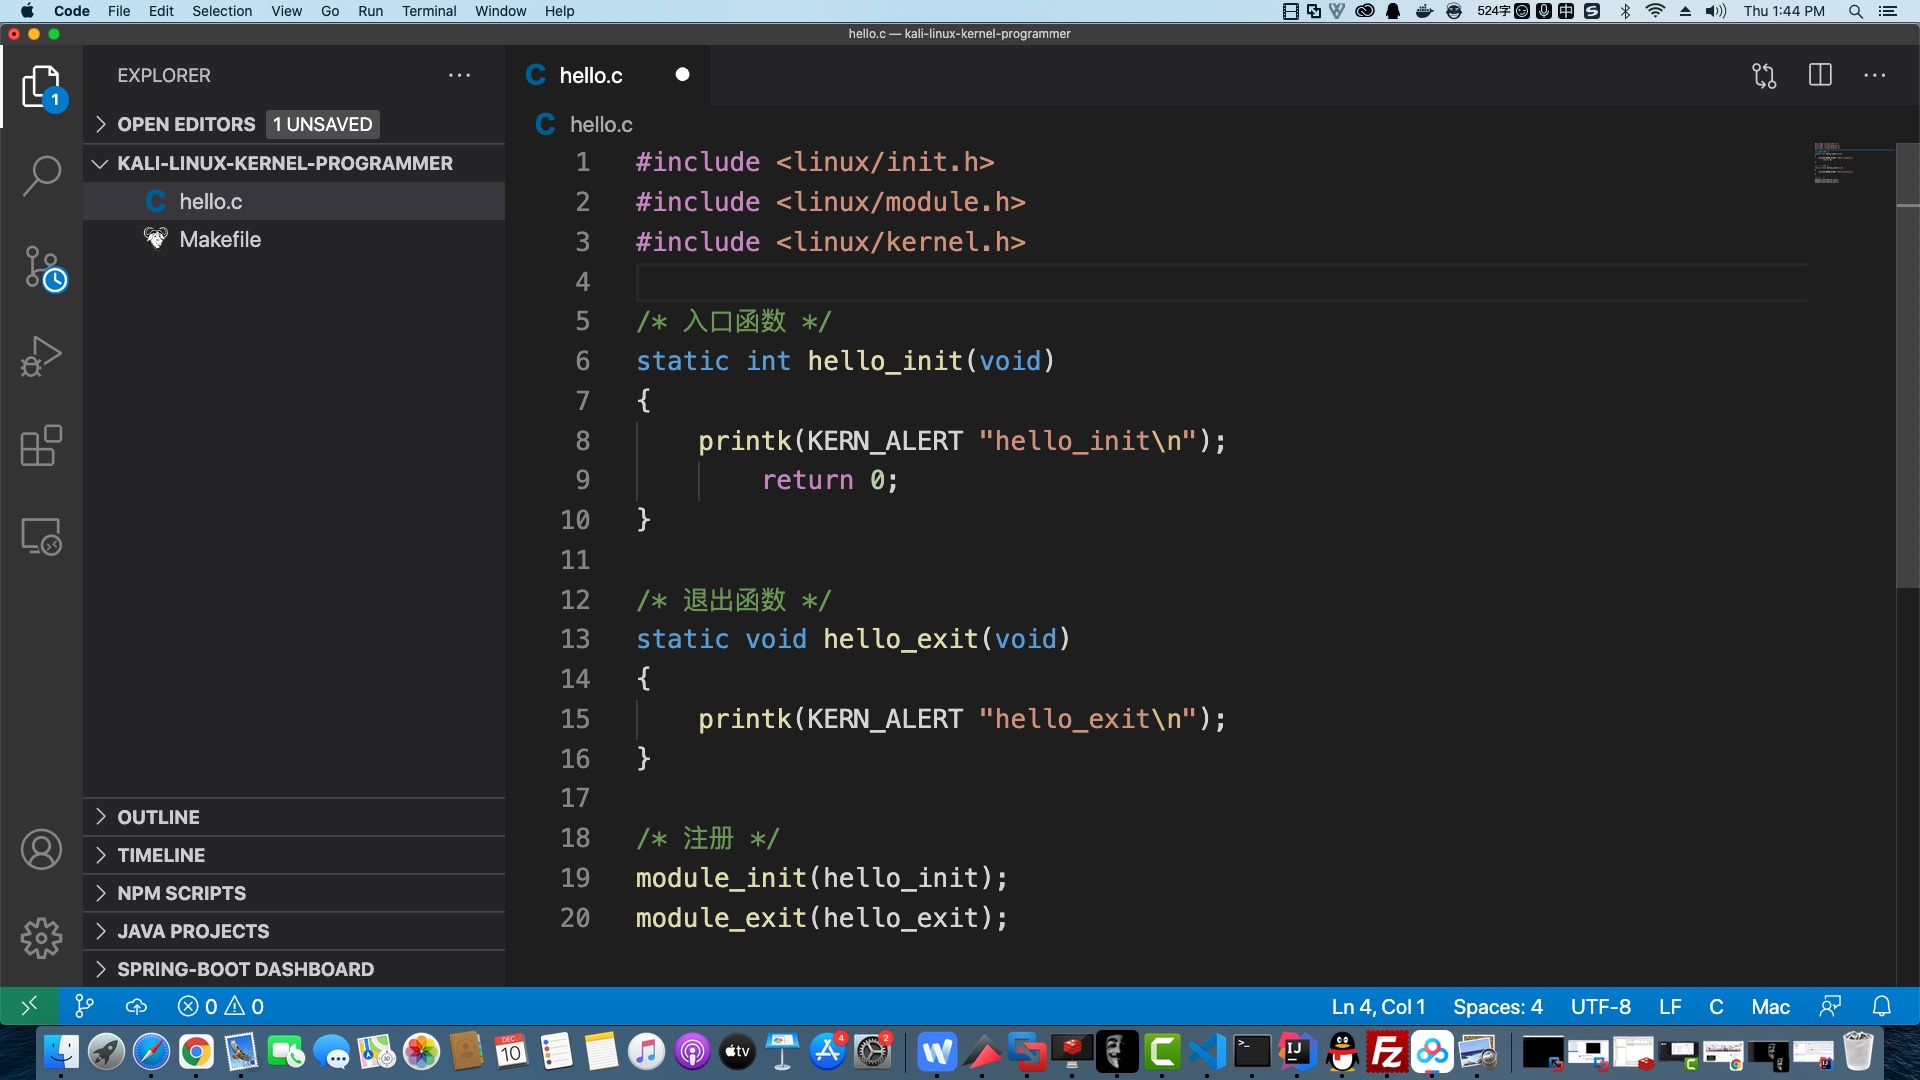 Code File Edit Selection View Go Run Terminal Window Help 524字 中 S Thu 1:44 PM
hello.c — kali-linux-kernel-programmer
EXPLORER
1
OPEN EDITORS 1 UNSAVED
KALI-LINUX-KERNEL-PROGRAMMER
C hello.c
Makefile
OUTLINE
TIMELINE
NPM SCRIPTS
JAVA PROJECTS
SPRING-BOOT DASHBOARD
C hello.c
C hello.c
1 #include <linux/init.h>
2 #include <linux/module.h>
3 #include <linux/kernel.h>
4
5 /* 入口函数 */
6 static int hello_init(void)
7 {
8 printk(KERN_ALERT "hello_init\n");
9 return 0;
10 }
11
12 /* 退出函数 */
13 static void hello_exit(void)
14 {
15 printk(KERN_ALERT "hello_exit\n");
16 }
17
18 /* 注册 */
19 module_init(hello_init);
20 module_exit(hello_exit);
0 0 Ln 4, Col 1 Spaces: 4 UTF-8 LF C Mac
DEC 10 tv 4 2 W C >_ IJ FZ